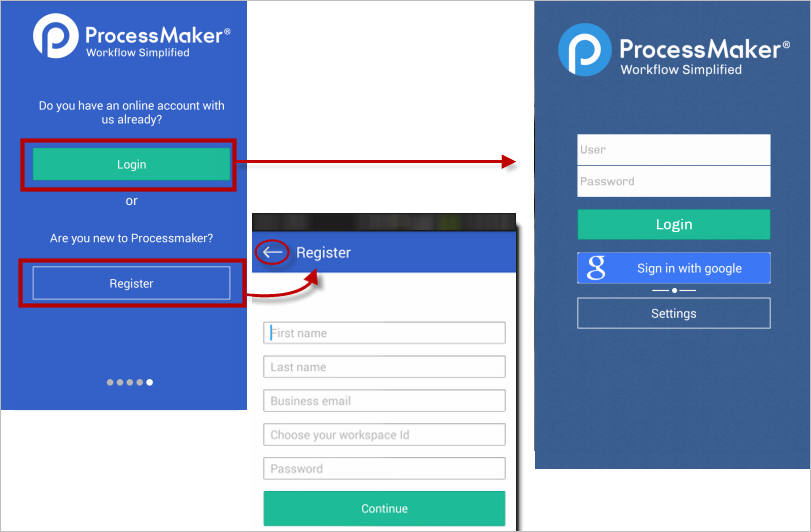 ProcessMaker®
Workflow Simplified
Do you have an online account with
us already?
Login
or
Are you new to Processmaker?
Register
Register
First name
Last name
Business email
Choose your workspace Id
Password
Continue
ProcessMaker®
Workflow Simplified
User
Password
Login
8 Sign in with google
Settings